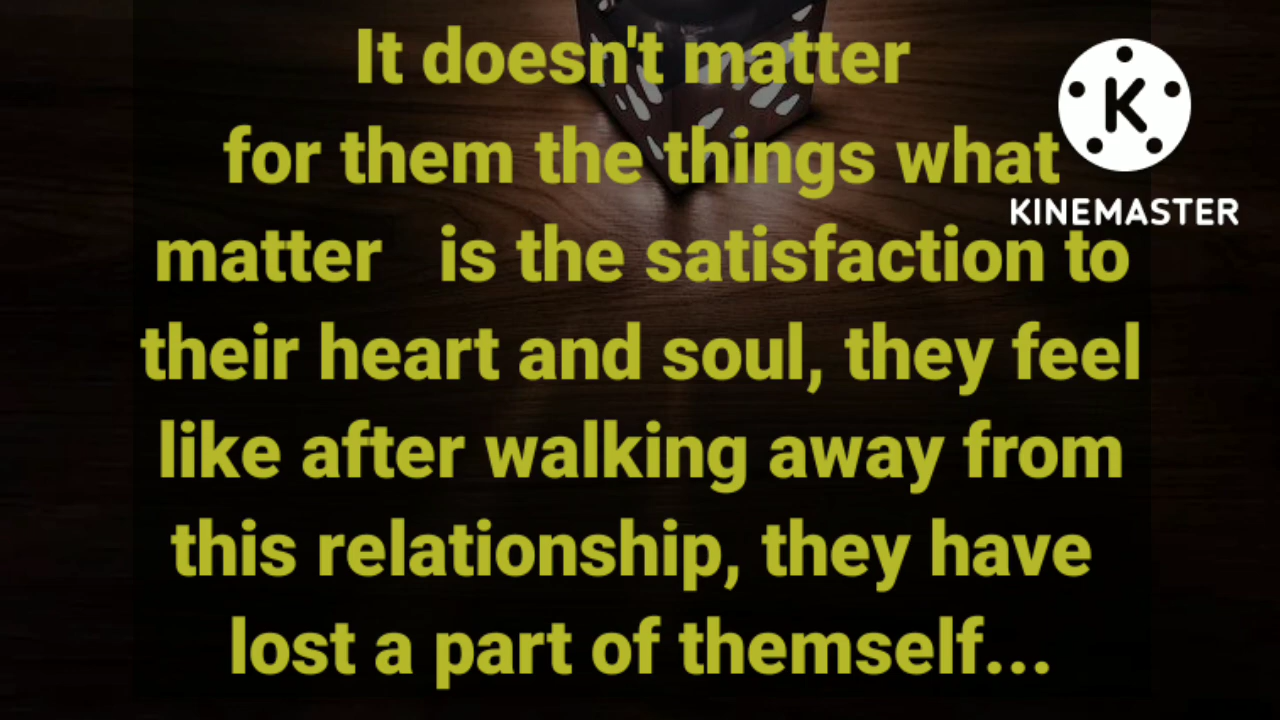 It doesn't matter
for them the things what
matter is the satisfaction to
their heart and soul, they feel
like after walking away from
this relationship, they have
lost a part of themself...
K
KINEMASTER